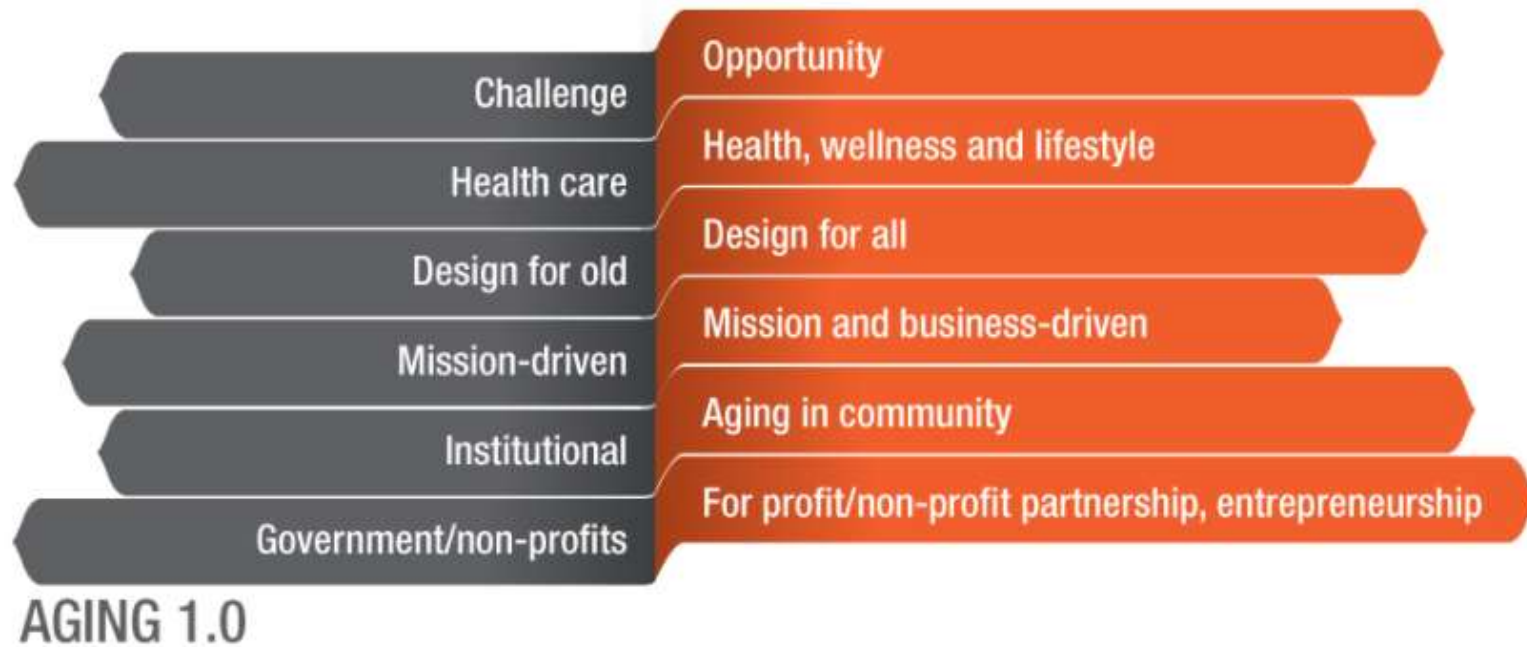 Challenge
Opportunity
Health care
Health, wellness and lifestyle
Design for old
Design for all
Mission-driven
Mission and business-driven
Institutional
Aging in community
Government/non-profits
For profit/non-profit partnership, entrepreneurship
AGING 1.0